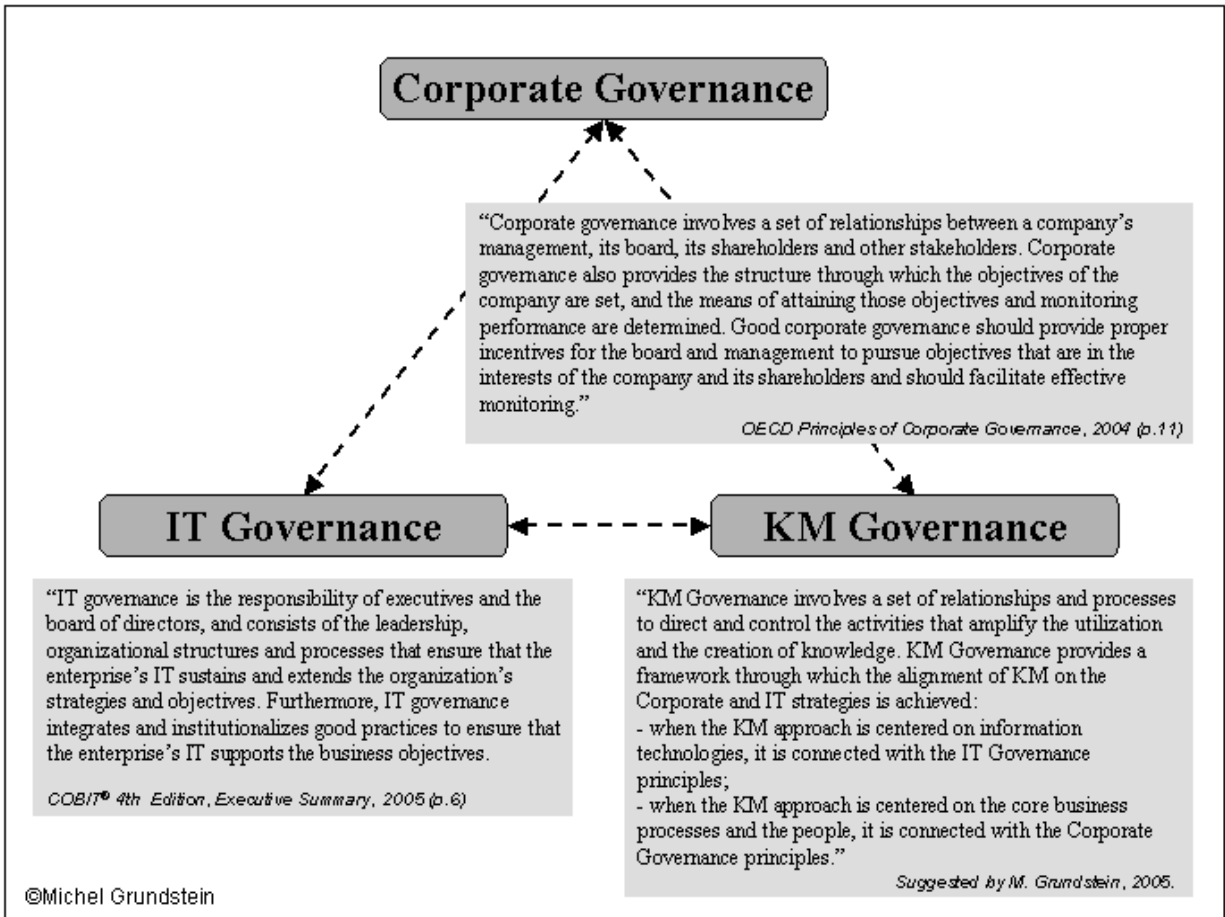 Corporate Governance
“Corporate governance involves a set of relationships between a company’s
management, its board, its shareholders and other stakeholders. Corporate
governance also provides the structure through which the objectives of the
company are set, and the means of attaining those objectives and monitoring
performance are determined. Good corporate governance should provide proper
incentives for the board and management to pursue objectives that are in the
interests of the company and its shareholders and should facilitate effective
monitoring.”
OECD Principles of Corporate Governance, 2004 (p.11)
IT Governance
“IT governance is the responsibility of executives and the
board of directors, and consists of the leadership,
organizational structures and processes that ensure that the
enterprise’s IT sustains and extends the organization’s
strategies and objectives. Furthermore, IT governance
integrates and institutionalizes good practices to ensure that
the enterprise’s IT supports the business objectives.
COBIT® 4th Edition, Executive Summary, 2005 (p.6)
KM Governance
“KM Governance involves a set of relationships and processes
to direct and control the activities that amplify the utilization
and the creation of knowledge. KM Governance provides a
framework through which the alignment of KM on the
Corporate and IT strategies is achieved:
- when the KM approach is centered on information
technologies, it is connected with the IT Governance
principles;
- when the KM approach is centered on the core business
processes and the people, it is connected with the Corporate
Governance principles.”
Suggested by M. Grundstein, 2005.
©Michel Grundstein